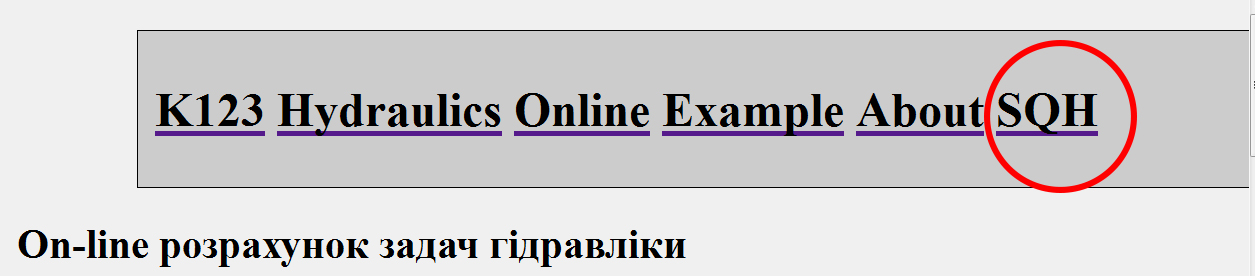 K123 Hydraulics Online Example About SQH
On-line розрахунок задач гідравліки